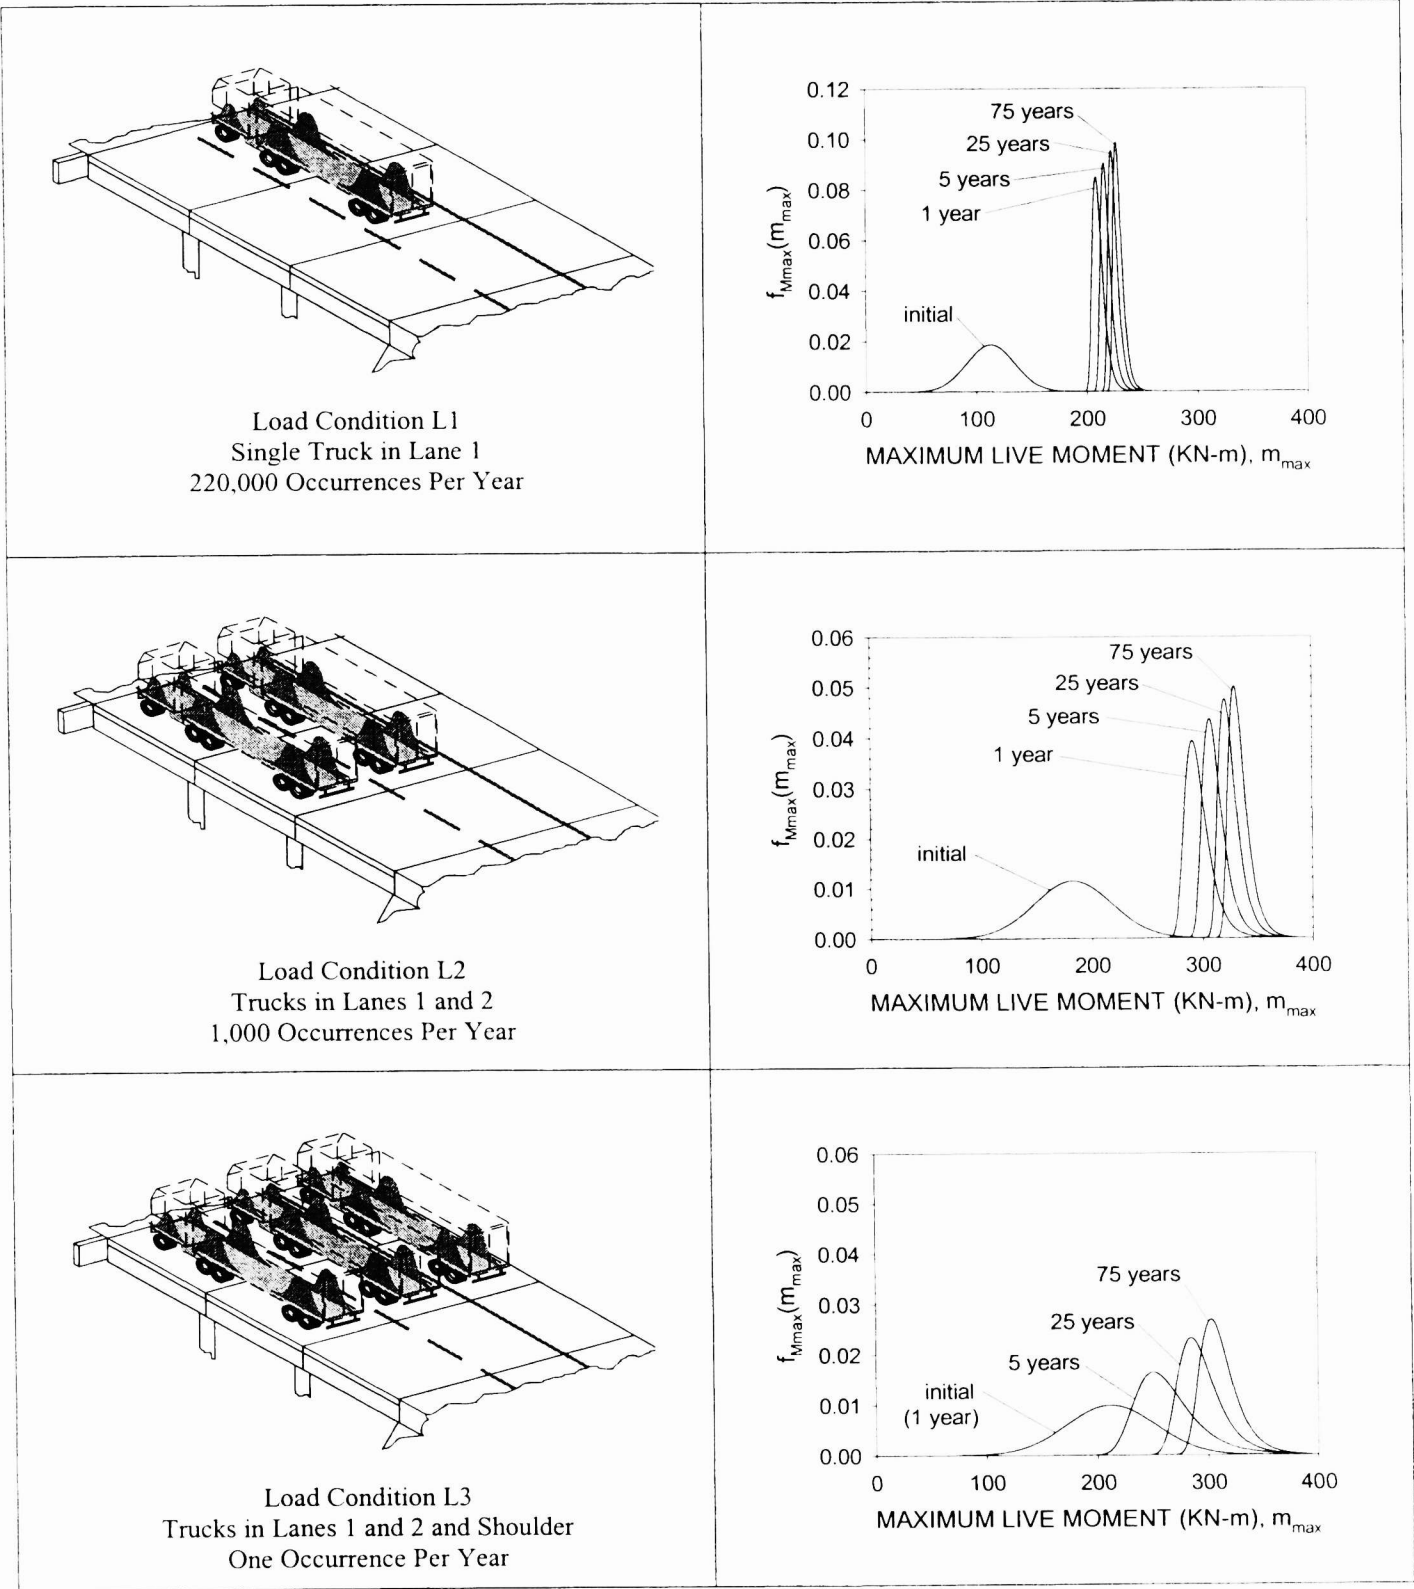 Load Condition L1
Single Truck in Lane 1
220,000 Occurrences Per Year
0.12
0.10
0.08
0.06
0.04
0.02
0.00
f_Mmax(m_max)
75 years
25 years
5 years
1 year
initial
0 100 200 300 400
MAXIMUM LIVE MOMENT (KN-m), m_max
Load Condition L2
Trucks in Lanes 1 and 2
1,000 Occurrences Per Year
0.06
0.05
0.04
0.03
0.02
0.01
0.00
f_Mmax(m_max)
75 years
25 years
5 years
1 year
initial
0 100 200 300 400
MAXIMUM LIVE MOMENT (KN-m), m_max
Load Condition L3
Trucks in Lanes 1 and 2 and Shoulder
One Occurrence Per Year
0.06
0.05
0.04
0.03
0.02
0.01
0.00
f_Mmax(m_max)
75 years
25 years
5 years
initial
(1 year)
0 100 200 300 400
MAXIMUM LIVE MOMENT (KN-m), m_max